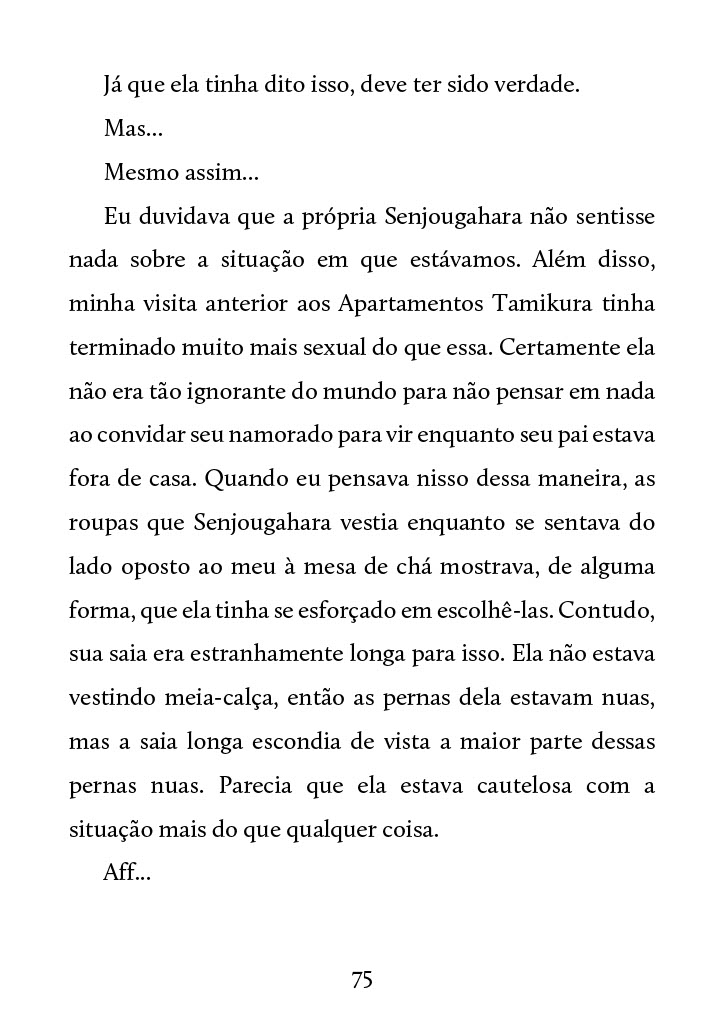 Já que ela tinha dito isso, deve ter sido verdade.
Mas...
Mesmo assim...
Eu duvidava que a própria Senjougahara não sentisse
nada sobre a situação em que estávamos. Além disso,
minha visita anterior aos Apartamentos Tamikura tinha
terminado muito mais sexual do que essa. Certamente ela
não era tão ignorante do mundo para não pensar em nada
ao convidar seu namorado para vir enquanto seu pai estava
fora de casa. Quando eu pensava nisso dessa maneira, as
roupas que Senjougahara vestia enquanto se sentava do
lado oposto ao meu à mesa de chá mostrava, de alguma
forma, que ela tinha se esforçado em escolhê-las. Contudo,
sua saia era estranhamente longa para isso. Ela não estava
vestindo meia-calça, então as pernas dela estavam nuas,
mas a saia longa escondia de vista a maior parte dessas
pernas nuas. Parecia que ela estava cautelosa com a
situação mais do que qualquer coisa.
Aff...
75